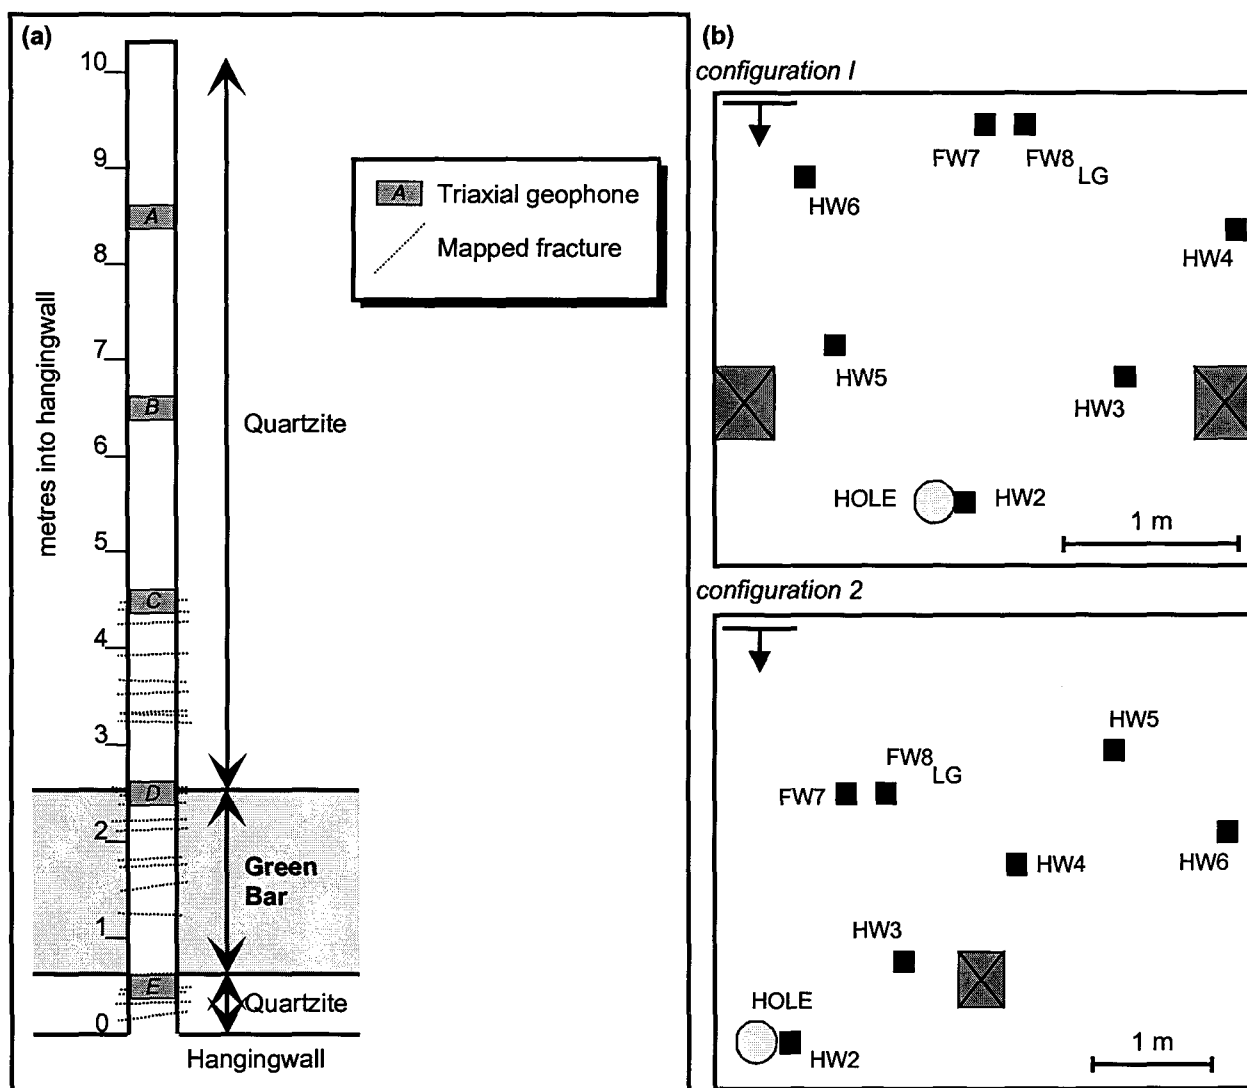 (a)
10
9
8
7
6
5
4
3
2
1
0
metres into hangingwall
A
B
C
D
E
Quartzite
Green
Bar
Quartzite
Hangingwall
A Triaxial geophone
Mapped fracture
(b)
configuration 1
FW7 FW8 LG
HW6
HW4
HW5
HW3
HOLE HW2
1 m
configuration 2
HW5
FW8 LG
FW7
HW4 HW6
HW3
HOLE
HW2
1 m